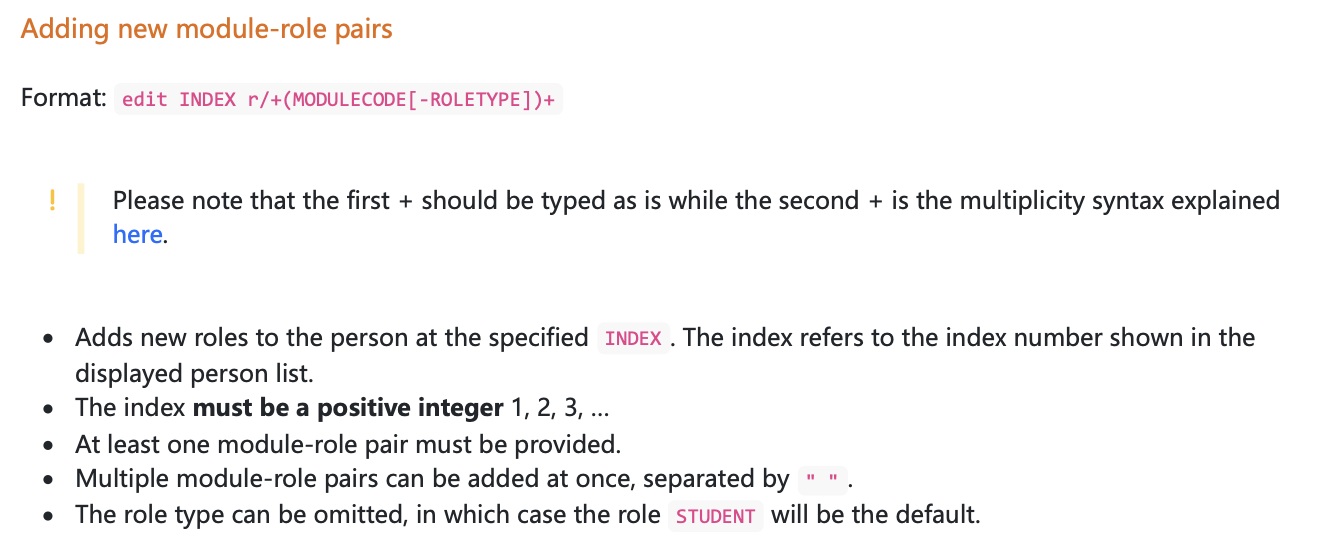 Adding new module-role pairs
Format: edit INDEX r/+(MODULECODE[-ROLETYPE])+
! Please note that the first + should be typed as is while the second + is the multiplicity syntax explained
here.
• Adds new roles to the person at the specified INDEX. The index refers to the index number shown in the
displayed person list.
• The index must be a positive integer 1, 2, 3, …
• At least one module-role pair must be provided.
• Multiple module-role pairs can be added at once, separated by " ".
• The role type can be omitted, in which case the role STUDENT will be the default.